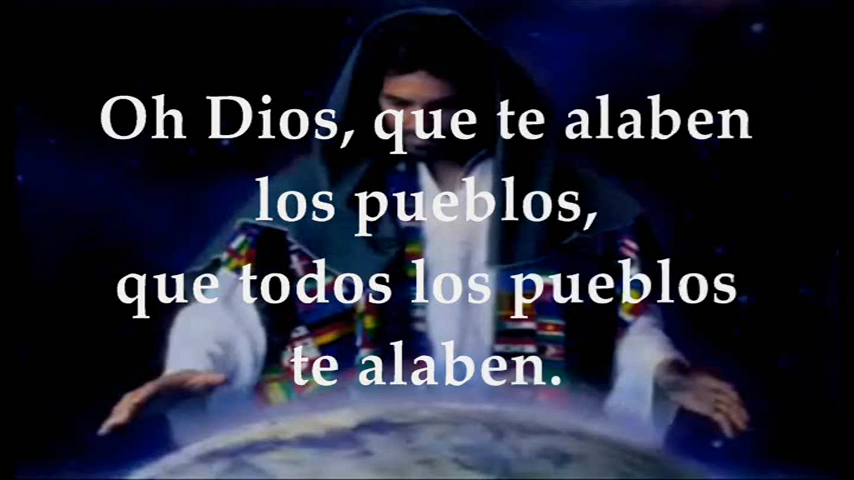 Oh Dios, que te alaben
los pueblos,
que todos los pueblos
te alaben.